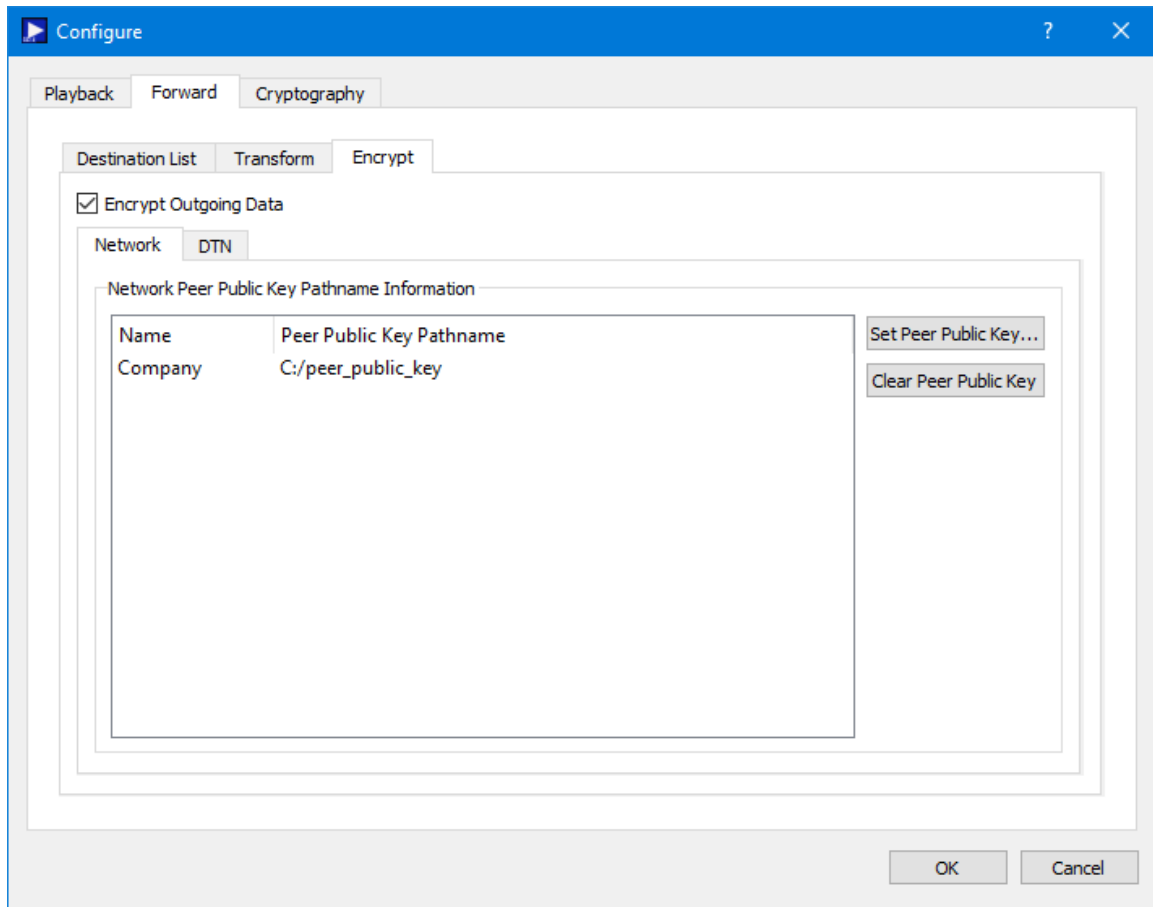 Configure
Playback Forward Cryptography
Destination List Transform Encrypt
Encrypt Outgoing Data
Network DTN
Network Peer Public Key Pathname Information
Name Peer Public Key Pathname
Company C:/peer_public_key
Set Peer Public Key...
Clear Peer Public Key
OK Cancel